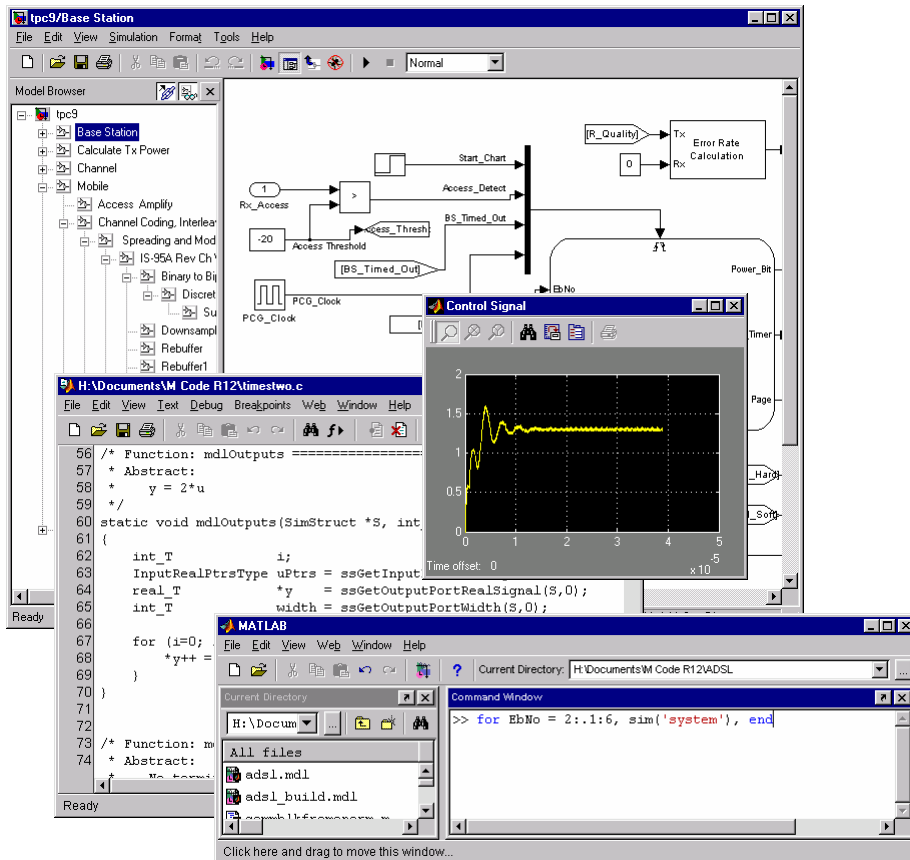 tpc9/Base Station
File Edit View Simulation Format Tools Help
Normal
Model Browser
tpc9
Base Station
Calculate Tx Power
Channel
Mobile
Access Amplify
Channel Coding, Interlea
Spreading and Mod
IS-95A Rev Ch
Binary to Bip
Discret
Su
Downsampl
Rebuffer
Rebuffer1
Ready
[R_Quality]
Tx
Error Rate
Calculation
0
Rx
Start_Chart
1
Rx_Access
>
Access_Detect
BS_Timed_Out
-20
Access Threshold
ccess_Thresh
[BS_Timed_Out]
PCG_Clock
PCG_Clock
EbNo
Power_Bit
_Timer
Page
_Hard
_Soft
Control Signal
2
1.5
1
0.5
0
0 1 2 3 4 5
Time offset: 0
x 10
-5
H:\Documents\M Code R12\timestwo.c
File Edit View Text Debug Breakpoints Web Window Help
56 /* Function: mdlOutputs =================
57 * Abstract:
58 * y = 2*u
59 */
60 static void mdlOutputs(SimStruct *S, int_
61 {
62 int_T i;
63 InputRealPtrsType uPtrs = ssGetInput
64 real_T *y = ssGetOutputPortRealSignal(S,0);
65 int_T width = ssGetOutputPortWidth(S,0);
66
67 for (i=0;
68 *y++ =
69 }
70 }
71
72
73 /* Function: m
74 * Abstract:
Ready
MATLAB
File Edit View Web Window Help
? Current Directory: H:\Documents\M Code R12\ADSL
...
Current Directory
H:\Docum
...
All files
adsl.mdl
adsl_build.mdl
Command Window
>> for EbNo = 2:.1:6, sim('system'), end
Click here and drag to move this window...